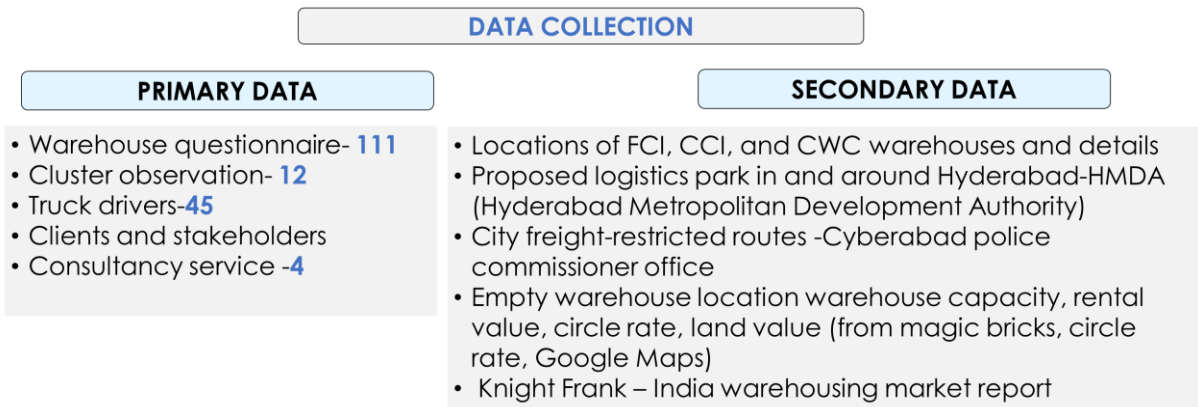 DATA COLLECTION
PRIMARY DATA
• Warehouse questionnaire- 111
• Cluster observation- 12
• Truck drivers-45
• Clients and stakeholders
• Consultancy service -4
SECONDARY DATA
• Locations of FCI, CCI, and CWC warehouses and details
• Proposed logistics park in and around Hyderabad-HMDA
(Hyderabad Metropolitan Development Authority)
• City freight-restricted routes -Cyberabad police
commissioner office
• Empty warehouse location warehouse capacity, rental
value, circle rate, land value (from magic bricks, circle
rate, Google Maps)
• Knight Frank – India warehousing market report